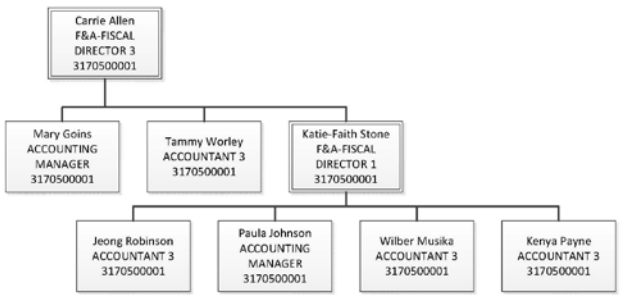 Carrie Allen
F&A-FISCAL
DIRECTOR 3
3170500001
Mary Goins
ACCOUNTING
MANAGER
3170500001
Tammy Worley
ACCOUNTANT 3
3170500001
Katie-Faith Stone
F&A-FISCAL
DIRECTOR 1
3170500001
Jeong Robinson
ACCOUNTANT 3
3170500001
Paula Johnson
ACCOUNTING
MANAGER
3170500001
Wilber Musika
ACCOUNTANT 3
3170500001
Kenya Payne
ACCOUNTANT 3
3170500001